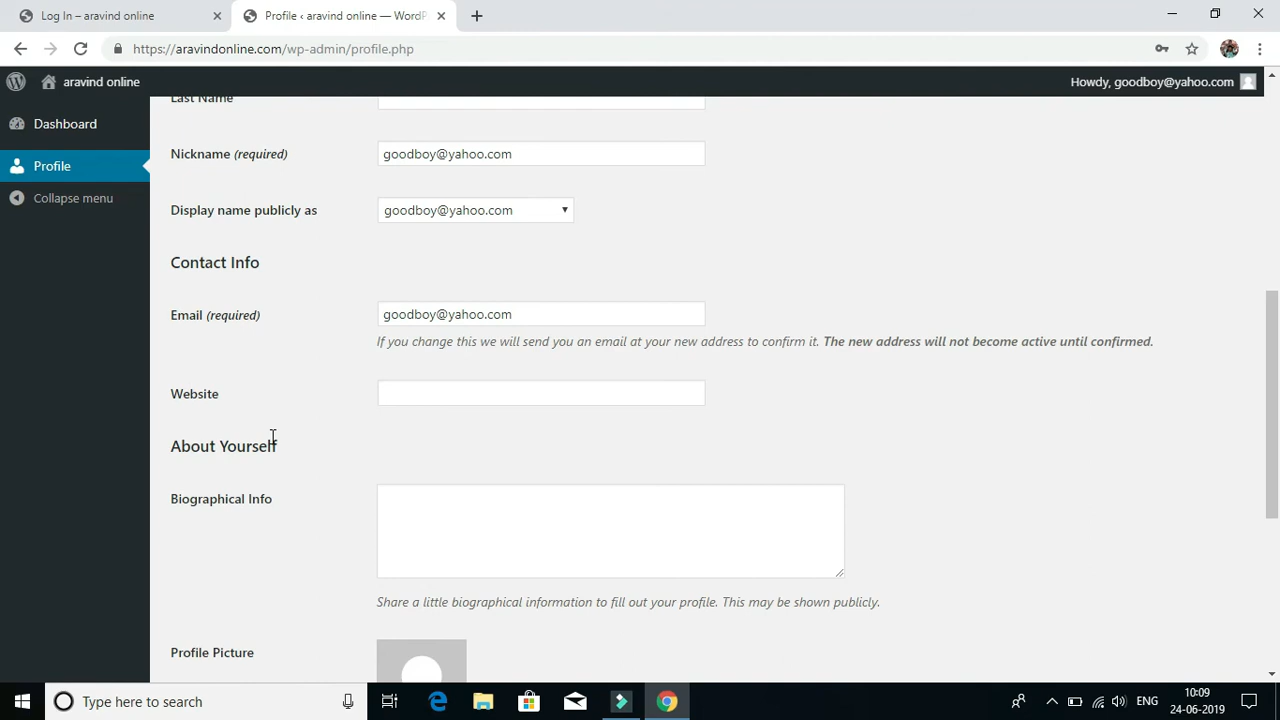 Log In – aravind online
Profile ‹ aravind online — Word
https://aravindonline.com/wp-admin/profile.php
aravind online
Howdy, goodboy@yahoo.com
Dashboard
Profile
Collapse menu
Last Name
Nickname (required)
goodboy@yahoo.com
Display name publicly as
goodboy@yahoo.com
Contact Info
Email (required)
goodboy@yahoo.com
If you change this we will send you an email at your new address to confirm it. The new address will not become active until confirmed.
Website
About Yourself
Biographical Info
Share a little biographical information to fill out your profile. This may be shown publicly.
Profile Picture
Type here to search
ENG
10:09
24-06-2019